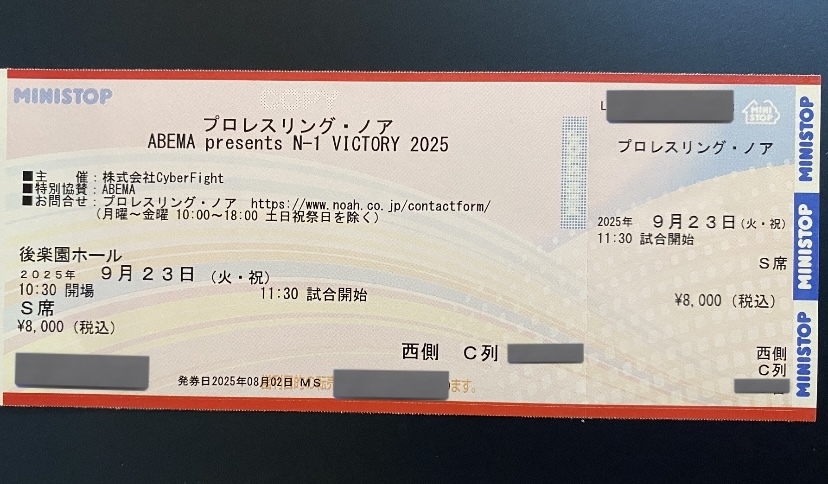 MINISTOP
COPY
プロレスリング・ノア
ABEMA presents N-1 VICTORY 2025
■主　催：株式会社CyberFight
■特別協賛：ABEMA
■お問合せ：プロレスリング・ノア　https://www.noah.co.jp/contactform/
（月曜～金曜 10:00～18:00 土日祝祭日を除く）
後楽園ホール
２０２５年　９月２３日（火・祝）
10:30 開場　11:30 試合開始
Ｓ席
¥8,000（税込）
西側　Ｃ列
発券日2025年08月02日 ＭＳ
ます。
L
MINI STOP
プロレスリング・ノア
2025年　９月２３日（火・祝）
11:30 試合開始
Ｓ席
¥8,000（税込）
西側
Ｃ列
MINISTOP
MINISTOP
MINISTOP